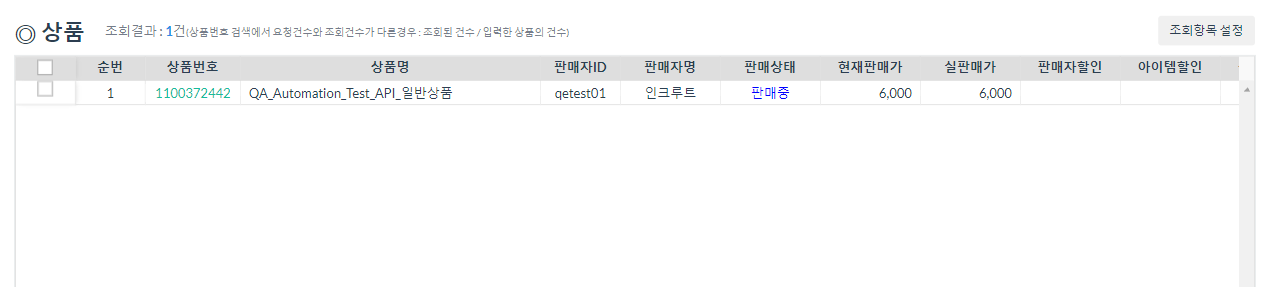 ◎ 상품 조회결과 : 1건(상품번호 검색에서 요청건수와 조회건수가 다른경우 : 조회된 건수 / 입력한 상품의 건수) 조회항목 설정
순번 상품번호 상품명 판매자ID 판매자명 판매상태 현재판매가 실판매가 판매자할인 아이템할인
1 1100372442 QA_Automation_Test_API_일반상품 qetest01 인크루트 판매중 6,000 6,000